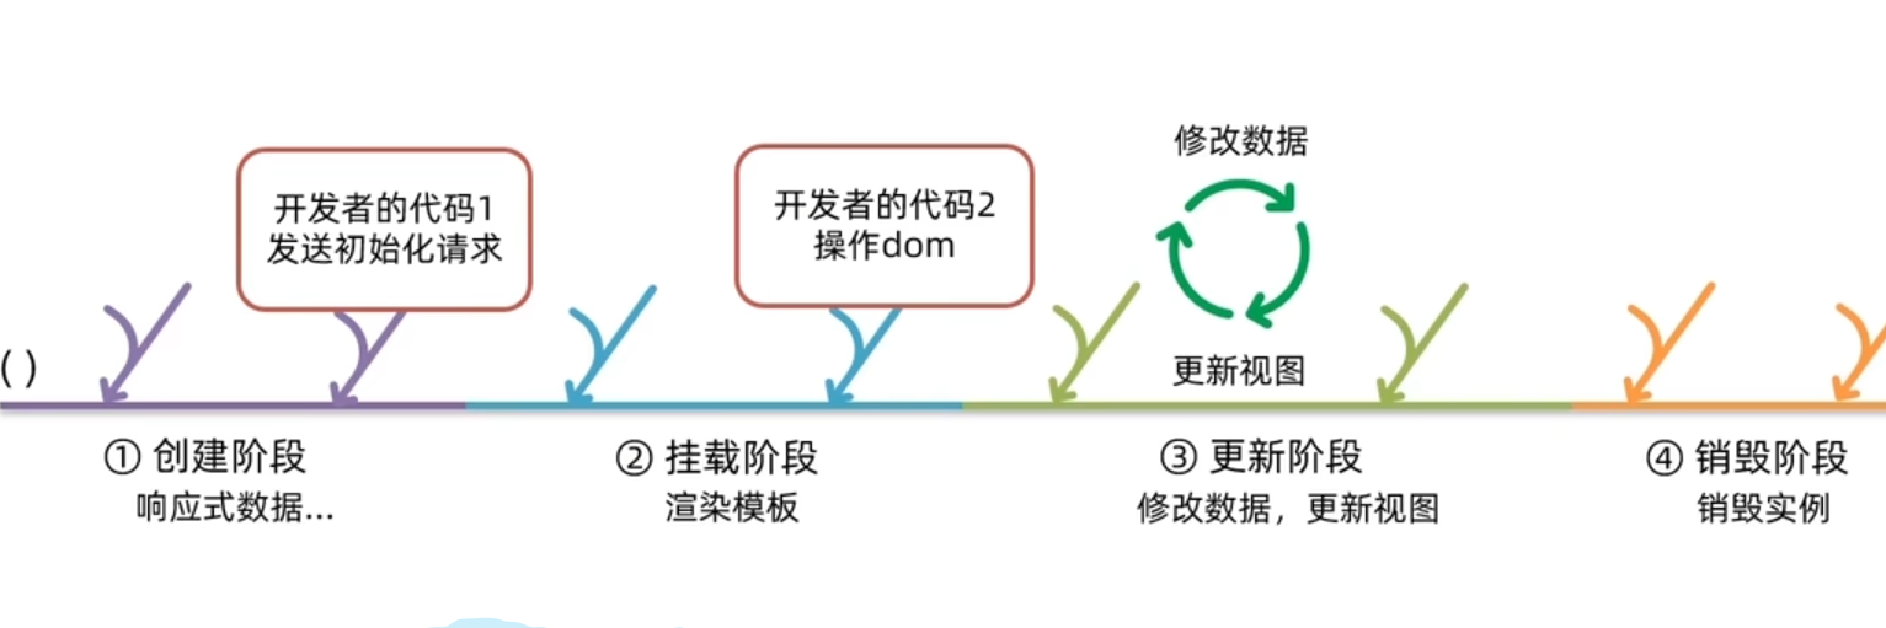 修改数据
开发者的代码1
发送初始化请求
开发者的代码2
操作dom
更新视图
()
① 创建阶段
响应式数据...
② 挂载阶段
渲染模板
③ 更新阶段
修改数据，更新视图
④ 销毁阶段
销毁实例